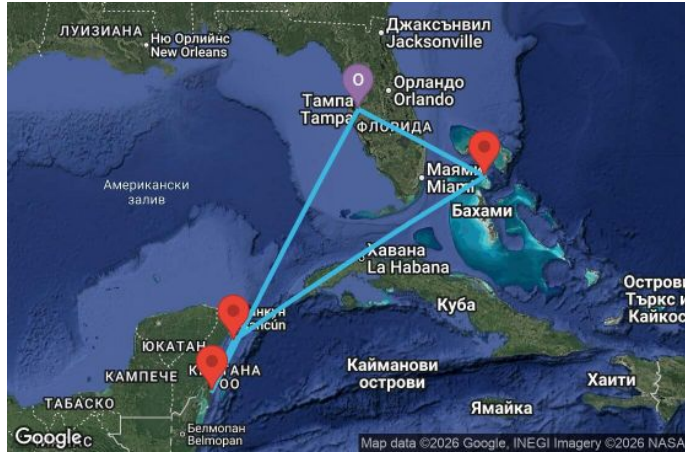 Джаксънвил
Jacksonville
ЛУИЗИАНА
Ню Орлийнс
New Orleans
O
Орландо
Orlando
Тампа
Tampa
ФЛОРИДА
Маями
Miami
Американски
залив
Бахами
Хавана
La Habana
Острови
Търкс и
Кайкос
Куба
ЮКАТАН
КАМПЕЧЕ
Кайманови
острови
Хаити
ТАБАСКО
Ямайка
Белмопан
Belmopan
Google
Map data ©2026 Google, INEGI Imagery ©2026 NASA